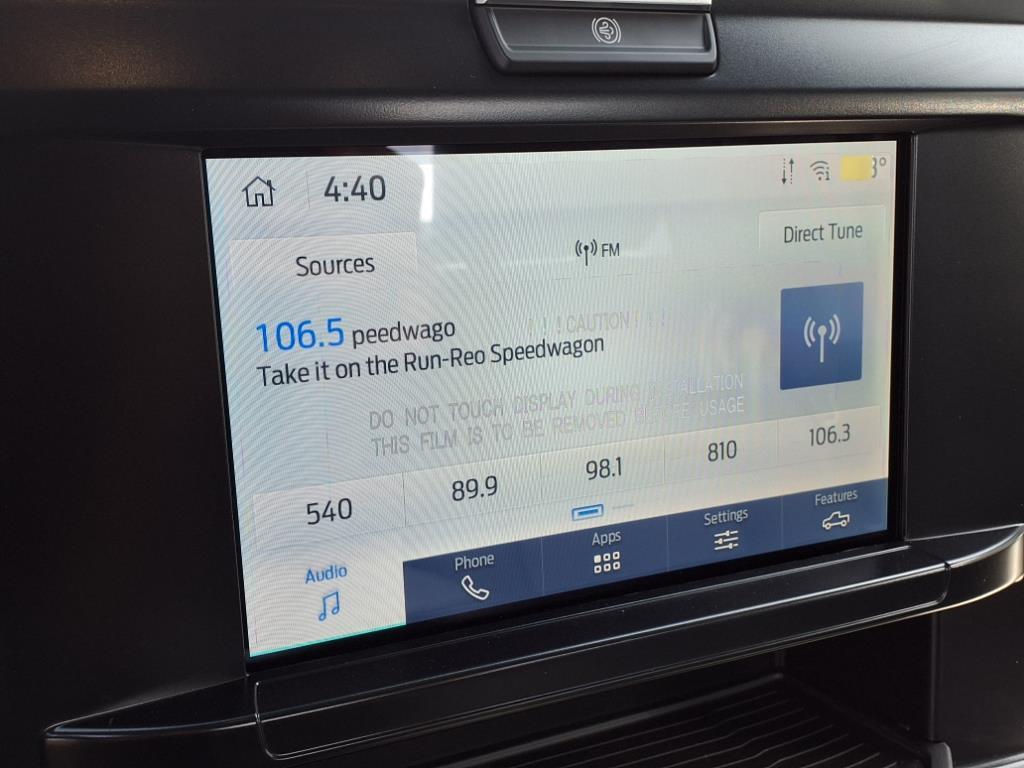 4:40
8°
Sources
FM
Direct Tune
106.5 peedwago
Take it on the Run-Reo Speedwagon
! ! ! CAUTION ! ! !
DO NOT TOUCH DISPLAY DURING INSTALLATION
THIS FILM IS TO BE REMOVED BEFORE USAGE
540 89.9 98.1 810 106.3
Audio Phone Apps Settings Features